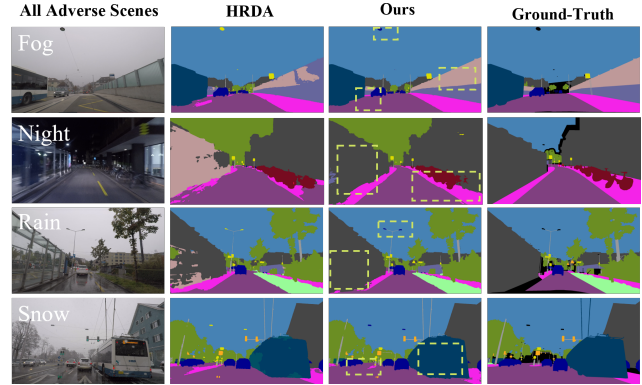 All Adverse Scenes HRDA Ours Ground-Truth
Fog
Night
Rain
Snow